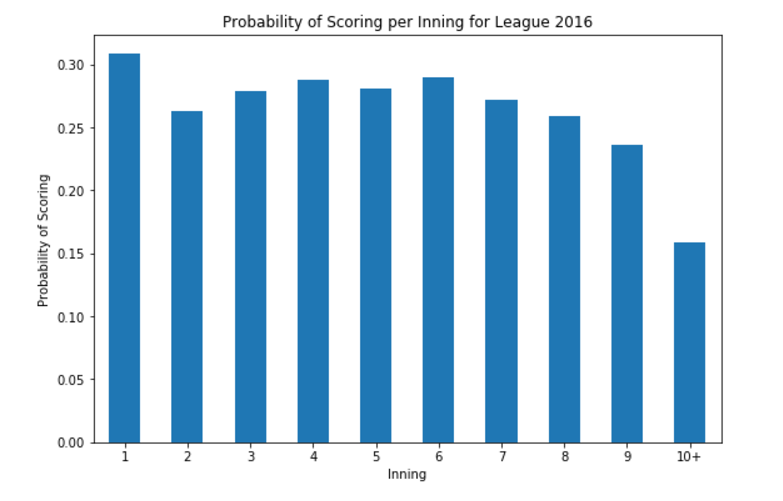 Probability of Scoring per Inning for League 2016
0.30
0.25
0.20
0.15
0.10
0.05
0.00
Probability of Scoring
1 2 3 4 5 6 7 8 9 10+
Inning